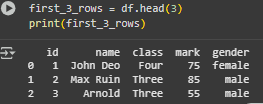 first_3_rows = df.head(3)
print(first_3_rows)
id name class mark gender
0 1 John Deo Four 75 female
1 2 Max Ruin Three 85 male
2 3 Arnold Three 55 male